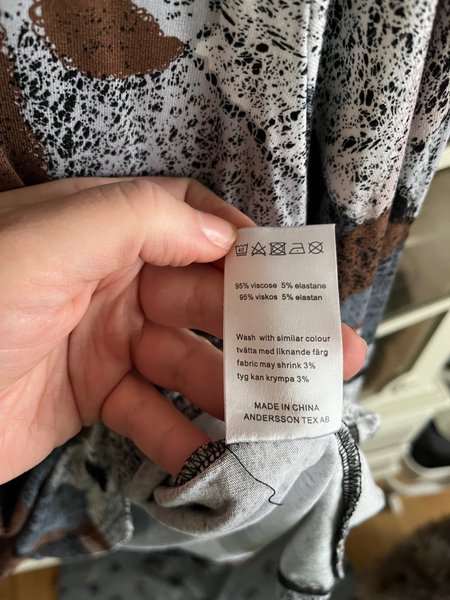 40
95% viscose 5% elastane
95% viskos 5% elastan
Wash with similar colour
tvätta med liknande färg
fabric may shrink 3%
tyg kan krympa 3%
MADE IN CHINA
ANDERSSON TEX AB